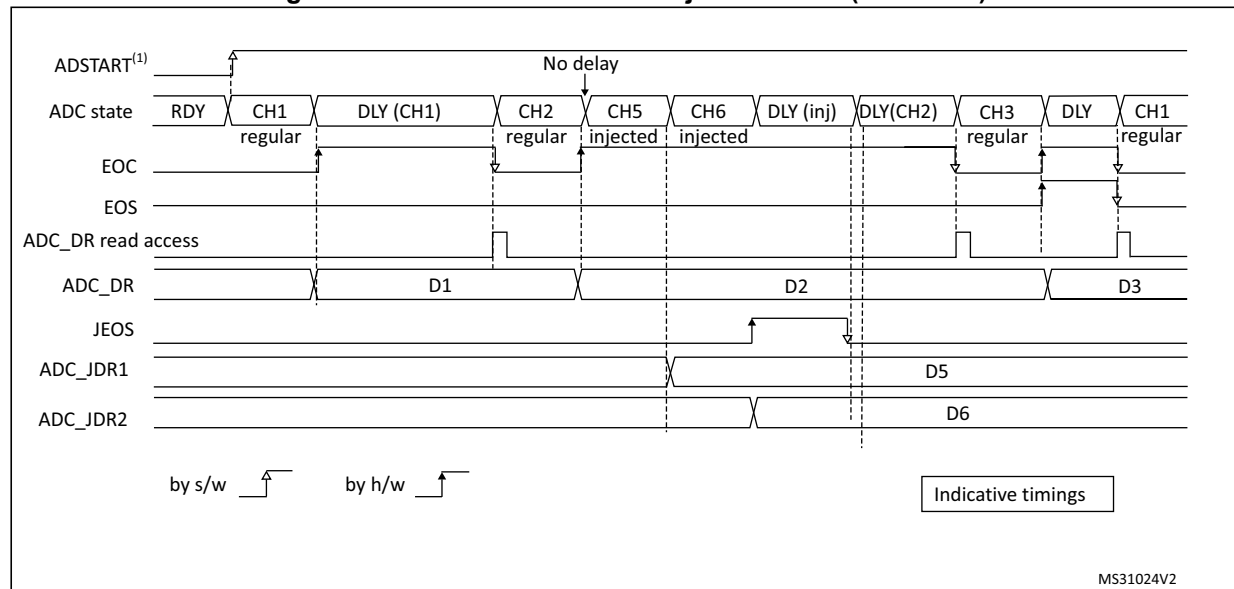 ADSTART(1)
No delay
ADC state RDY CH1 DLY (CH1) CH2 CH5 CH6 DLY (inj) DLY(CH2) CH3 DLY CH1
regular regular injected injected regular regular
EOC
EOS
ADC_DR read access
ADC_DR D1 D2 D3
JEOS
ADC_JDR1 D5
ADC_JDR2 D6
by s/w by h/w Indicative timings
MS31024V2